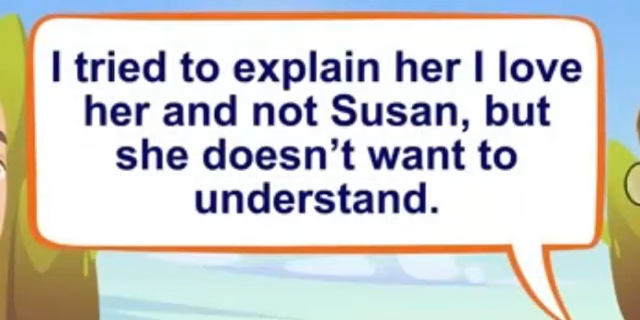 I tried to explain her I love
her and not Susan, but
she doesn’t want to
understand.